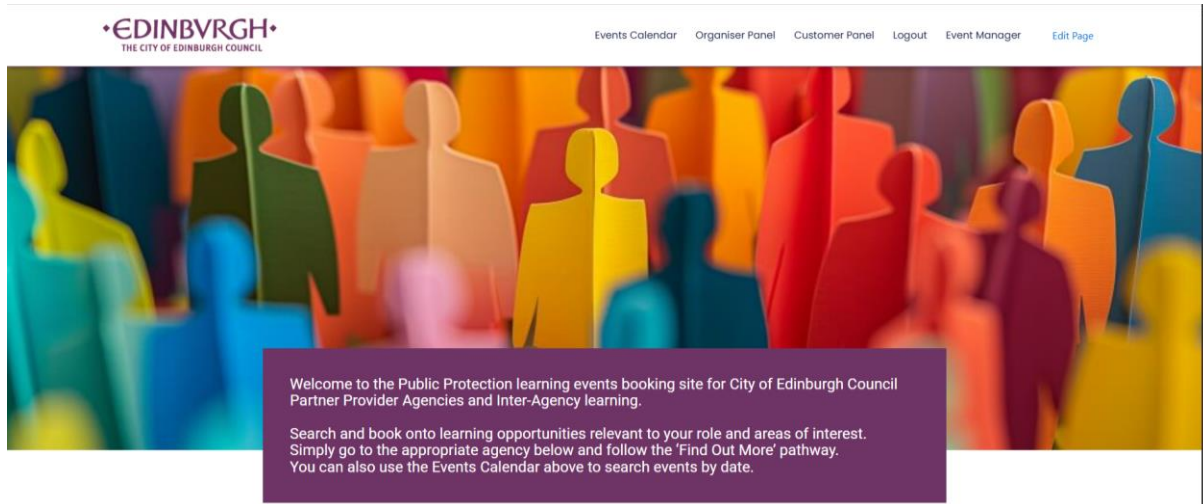 •EDINBVRGH•
THE CITY OF EDINBURGH COUNCIL
Events Calendar Organiser Panel Customer Panel Logout Event Manager Edit Page
Welcome to the Public Protection learning events booking site for City of Edinburgh Council
Partner Provider Agencies and Inter-Agency learning.
Search and book onto learning opportunities relevant to your role and areas of interest.
Simply go to the appropriate agency below and follow the ‘Find Out More’ pathway.
You can also use the Events Calendar above to search events by date.